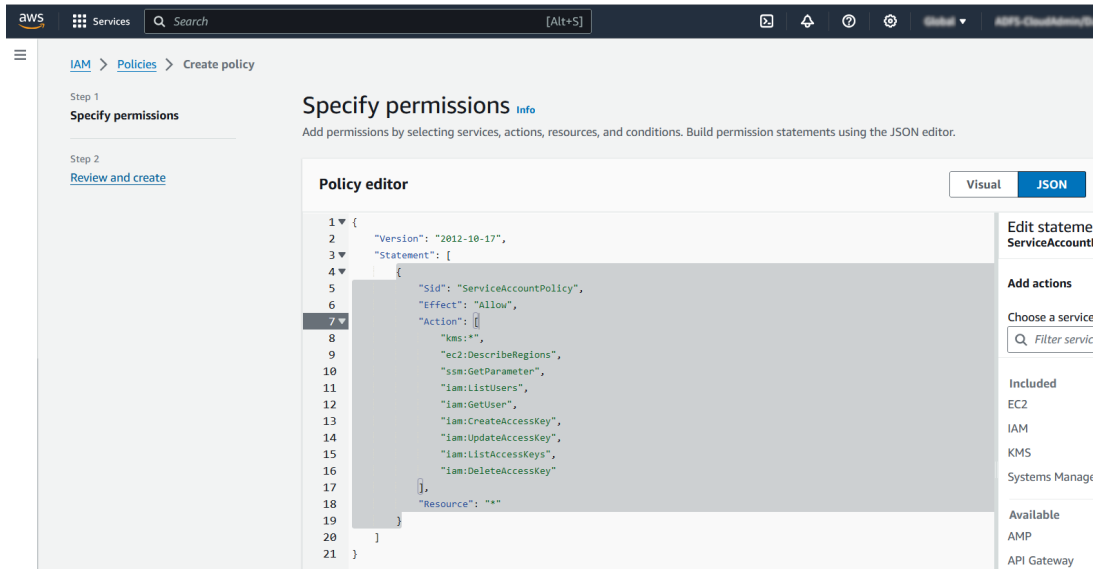 aws Services Search [Alt+S]
IAM > Policies > Create policy
Step 1
Specify permissions
Step 2
Review and create
Specify permissions Info
Add permissions by selecting services, actions, resources, and conditions. Build permission statements using the JSON editor.
Policy editor
Visual JSON
1 {
2 "Version": "2012-10-17",
3 "Statement": [
4 {
5 "Sid": "ServiceAccountPolicy",
6 "Effect": "Allow",
7 "Action": [
8 "kms:*",
9 "ec2:DescribeRegions",
10 "ssm:GetParameter",
11 "iam:ListUsers",
12 "iam:GetUser",
13 "iam:CreateAccessKey",
14 "iam:UpdateAccessKey",
15 "iam:ListAccessKeys",
16 "iam:DeleteAccessKey"
17 ],
18 "Resource": "*"
19 }
20 ]
21 }
Edit stateme
ServiceAccount
Add actions
Choose a service
Filter servic
Included
EC2
IAM
KMS
Systems Manage
Available
AMP
API Gateway